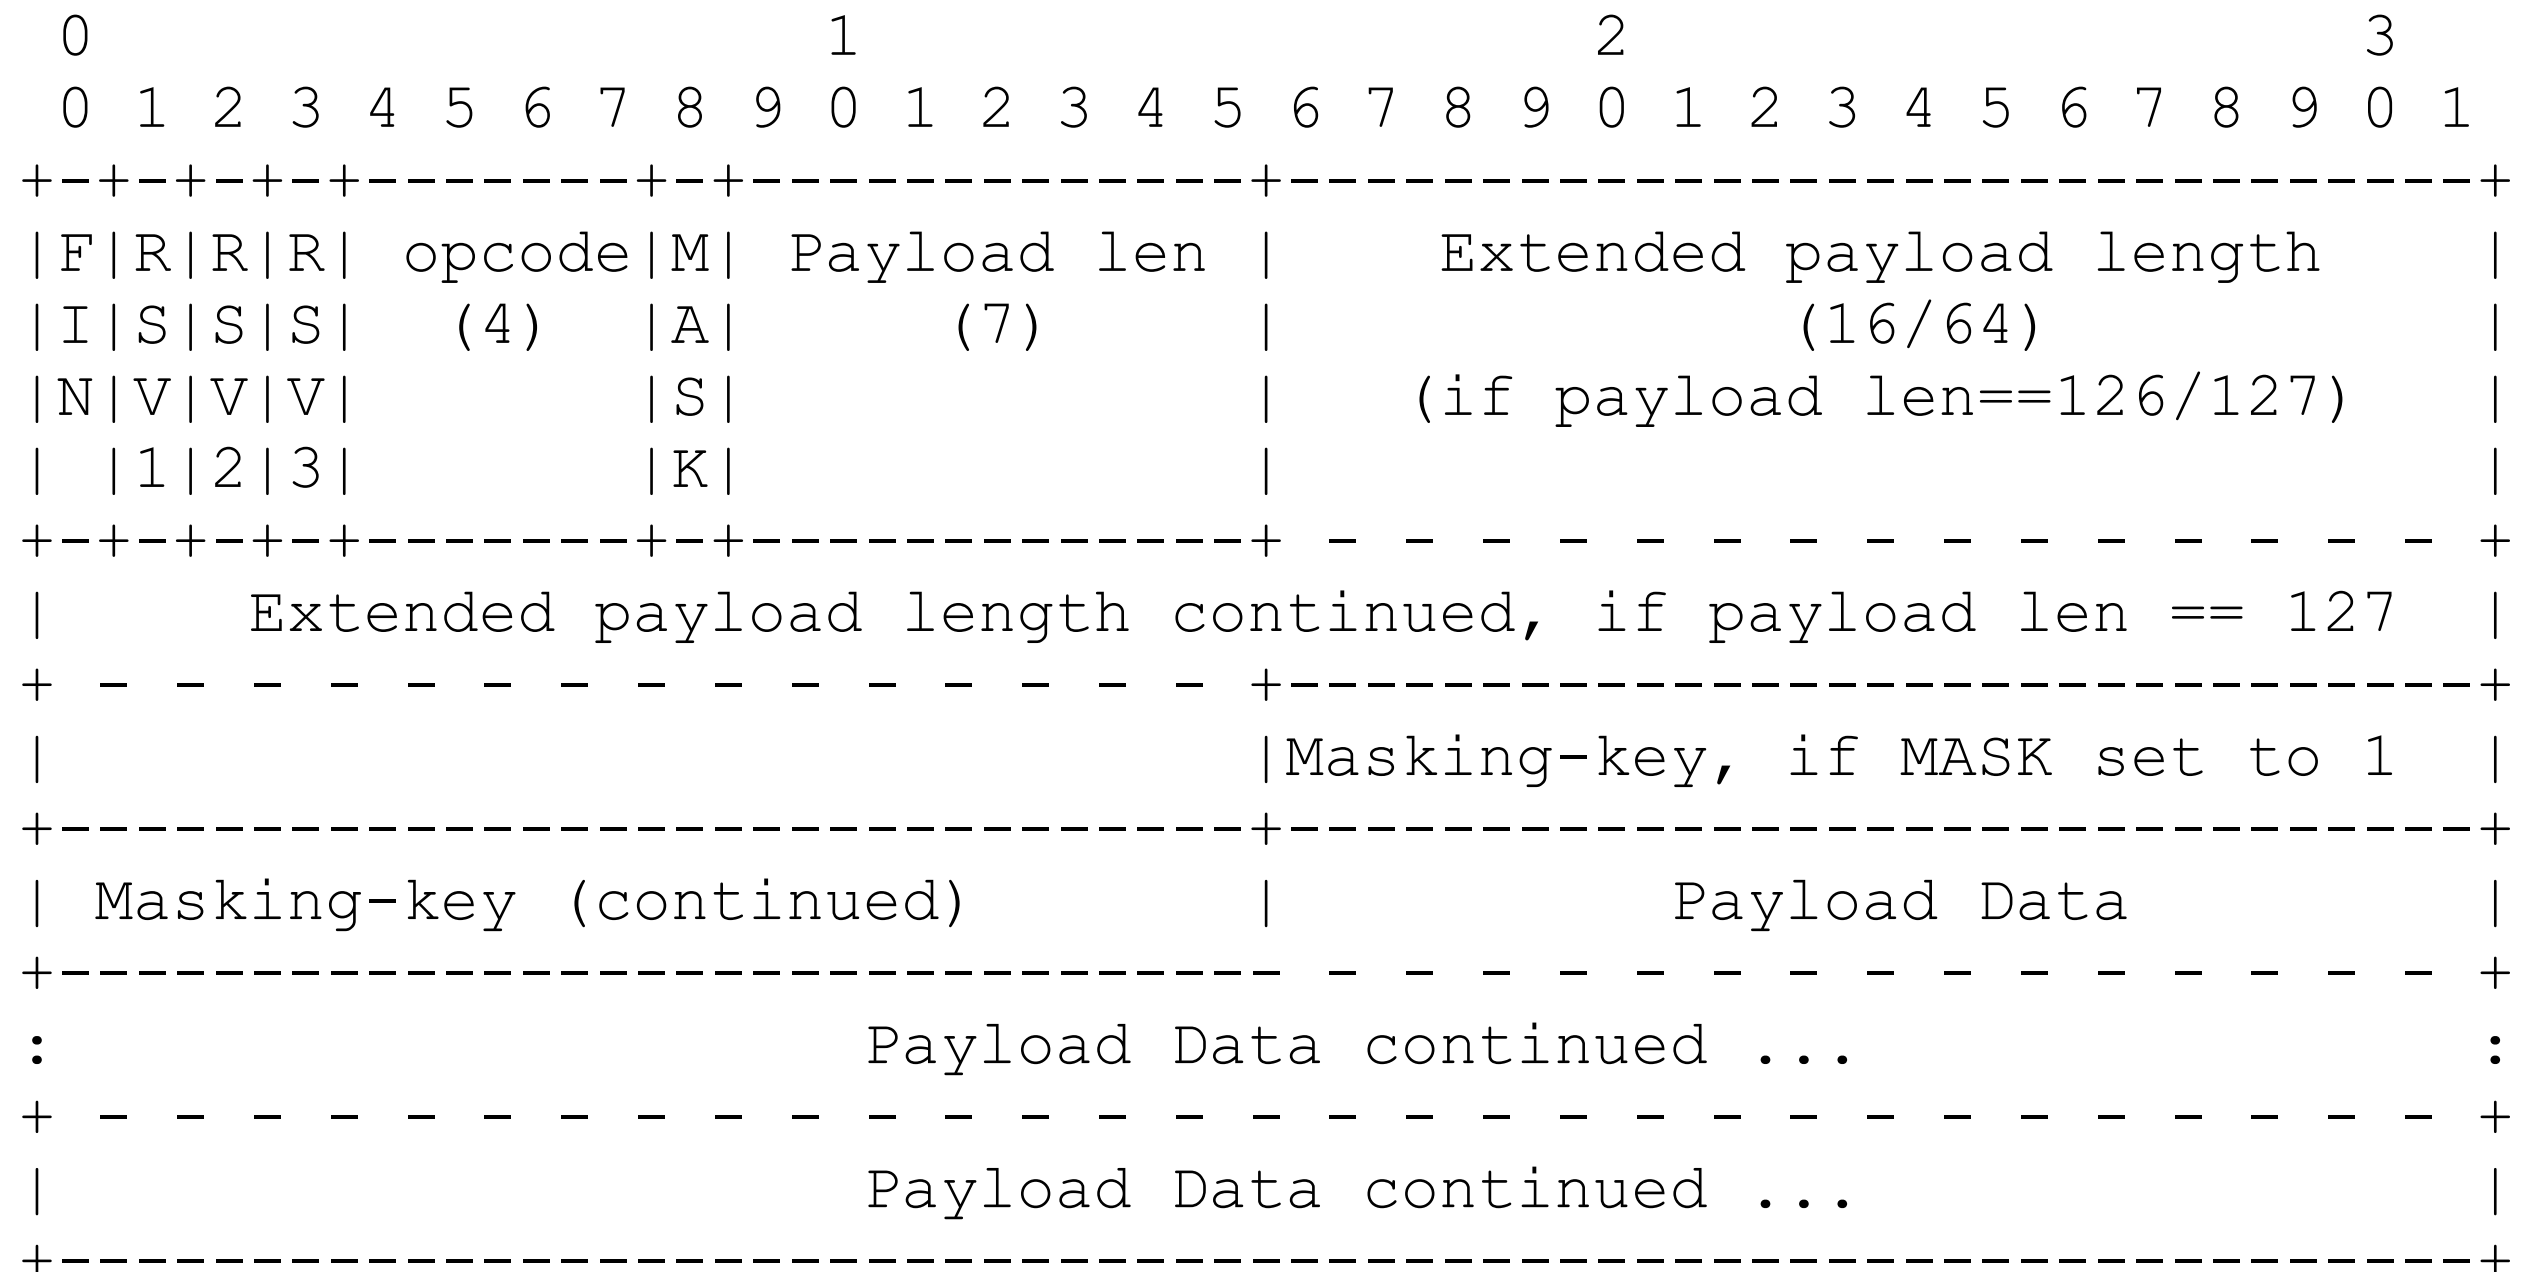 0                   1                   2                   3
  0 1 2 3 4 5 6 7 8 9 0 1 2 3 4 5 6 7 8 9 0 1 2 3 4 5 6 7 8 9 0 1
 +-+-+-+-+-------+-+-------------+-------------------------------+
 |F|R|R|R| opcode|M| Payload len |    Extended payload length    |
 |I|S|S|S|  (4)  |A|     (7)     |             (16/64)           |
 |N|V|V|V|       |S|             |   (if payload len==126/127)   |
 | |1|2|3|       |K|             |                               |
 +-+-+-+-+-------+-+-------------+ - - - - - - - - - - - - - - - +
 |     Extended payload length continued, if payload len == 127  |
 + - - - - - - - - - - - - - - - +-------------------------------+
 |                               |Masking-key, if MASK set to 1  |
 +-------------------------------+-------------------------------+
 | Masking-key (continued)       |          Payload Data         |
 +-------------------------------- - - - - - - - - - - - - - - - +
 :                     Payload Data continued ...                :
 + - - - - - - - - - - - - - - - - - - - - - - - - - - - - - - - +
 |                     Payload Data continued ...                |
 +---------------------------------------------------------------+